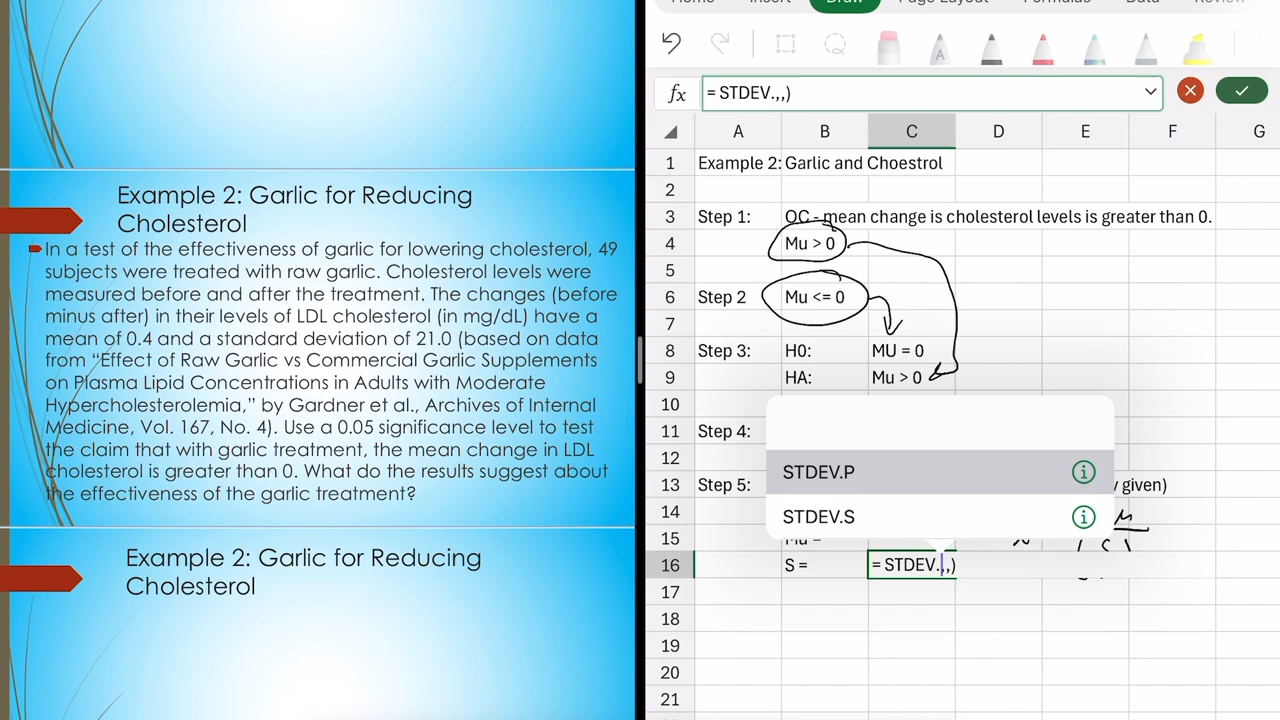 Example 2: Garlic for Reducing
Cholesterol
In a test of the effectiveness of garlic for lowering cholesterol, 49
subjects were treated with raw garlic. Cholesterol levels were
measured before and after the treatment. The changes (before
minus after) in their levels of LDL cholesterol (in mg/dL) have a
mean of 0.4 and a standard deviation of 21.0 (based on data
from “Effect of Raw Garlic vs Commercial Garlic Supplements
on Plasma Lipid Concentrations in Adults with Moderate
Hypercholesterolemia,” by Gardner et al., Archives of Internal
Medicine, Vol. 167, No. 4). Use a 0.05 significance level to test
the claim that with garlic treatment, the mean change in LDL
cholesterol is greater than 0. What do the results suggest about
the effectiveness of the garlic treatment?
Example 2: Garlic for Reducing
Cholesterol
Home Insert Draw Page Layout Formulas Data Review
A
fx = STDEV.,,)
A B C D E F G
1 Example 2: Garlic and Choestrol
2
3 Step 1: OC - mean change is cholesterol levels is greater than 0.
4 Mu > 0
5
6 Step 2 Mu <= 0
7
8 Step 3: H0: MU = 0
9 HA: Mu > 0
10
11 Step 4:
12
STDEV.P
STDEV.S
13 Step 5: given)
14
15 Mu =
16 S = = STDEV.,,)
17
18
19
20
21